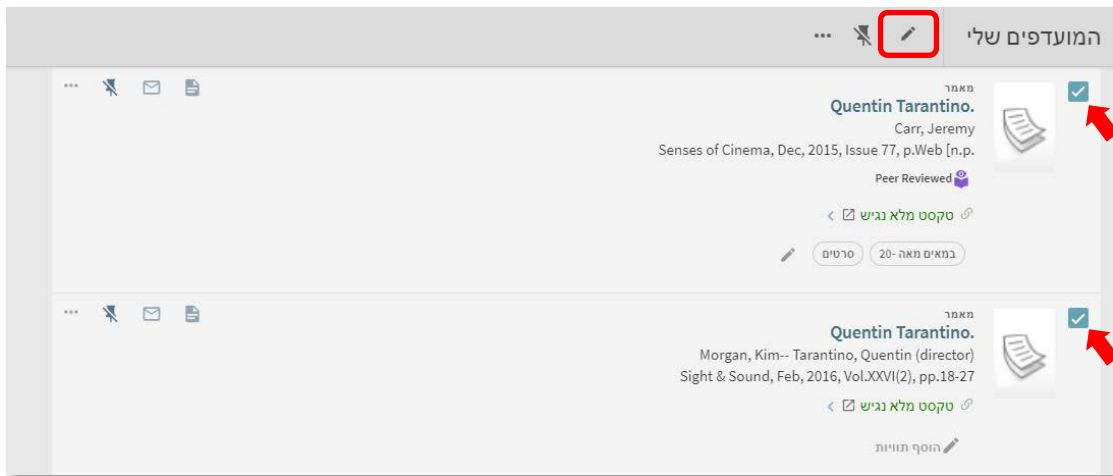 המועדפים שלי
מאמר
Quentin Tarantino.
Carr, Jeremy
Senses of Cinema, Dec, 2015, Issue 77, p.Web [n.p.
Peer Reviewed
טקסט מלא נגיש
במאים מאה -20 סרטים
מאמר
Quentin Tarantino.
Morgan, Kim-- Tarantino, Quentin (director)
Sight & Sound, Feb, 2016, Vol.XXVI(2), pp.18-27
טקסט מלא נגיש
הוסף תוויות